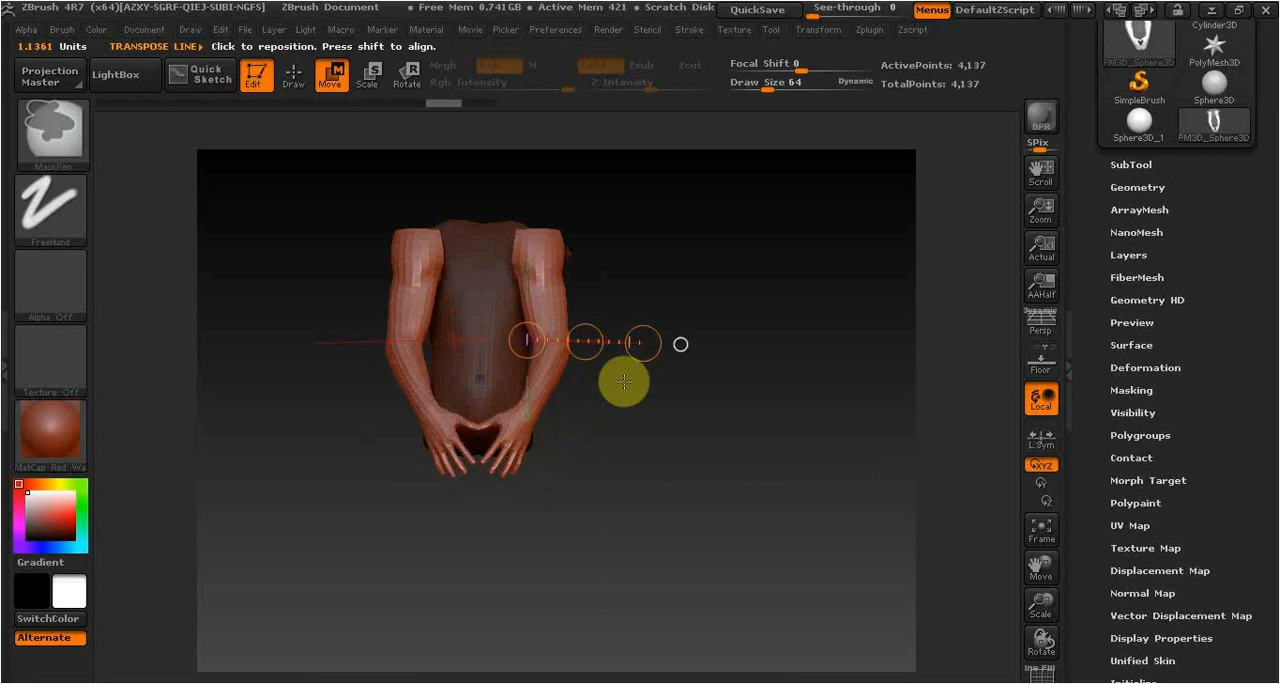 ZBrush 4R7 (x64)[AZXY-SGRF-QIEJ-SUBI-NGFS] ZBrush Document • Free Mem 0.741GB • Active Mem 421 • Scratch Disk QuickSave See-through 0 Menus DefaultZScript
Alpha Brush Color Document Draw Edit File Layer Light Macro Marker Material Movie Picker Preferences Render Stencil Stroke Texture Tool Transform Zplugin Zscript
1.1361 Units TRANSPOSE LINE Click to reposition. Press shift to align.
Projection Master
LightBox
Quick Sketch
Edit
Draw
Move
Scale
Rotate
Mrgb
M
Zsub
Zcut
Rgb Intensity
Z Intensity
Focal Shift 0
Draw Size 64
Dynamic
ActivePoints: 4,137
TotalPoints: 4,137
MaskPen
FreeHand
Alpha Off
Texture Off
MatCap Red Wa
Gradient
SwitchColor
Alternate
BPR
SPix
Scroll
Zoom
Actual
AAHalf
Dynamic
Persp
Floor
Local
L.Sym
XYZ
Y
Z
Frame
Move
Scale
Rotate
Line Fill
Cylinder3D
PM3D_Sphere3D
PolyMesh3D
SimpleBrush
Sphere3D
Sphere3D_1
PM3D_Sphere3D
SubTool
Geometry
ArrayMesh
NanoMesh
Layers
FiberMesh
Geometry HD
Preview
Surface
Deformation
Masking
Visibility
Polygroups
Contact
Morph Target
Polypaint
UV Map
Texture Map
Displacement Map
Normal Map
Vector Displacement Map
Display Properties
Unified Skin